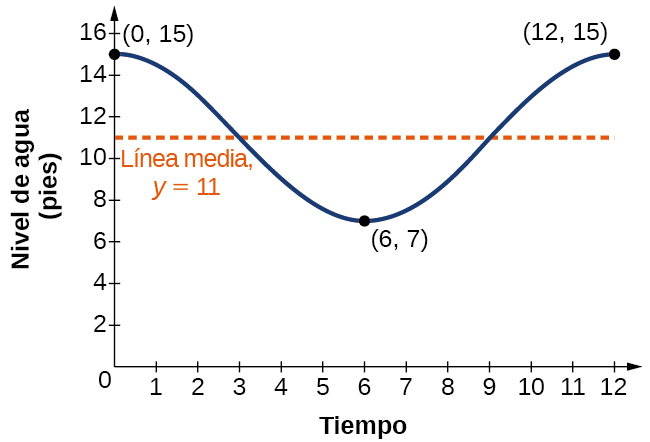 16
(0, 15)
(12, 15)
14
12
10
Línea media,
y = 11
8
6
(6, 7)
4
2
0
1 2 3 4 5 6 7 8 9 10 11 12
Nivel de agua
(pies)
Tiempo